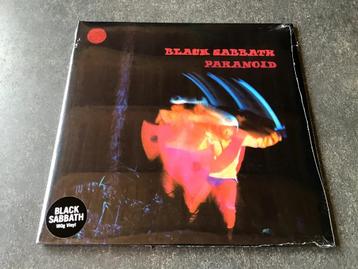 BLACK SABBATH
PARANOID
BLACK
SABBATH
180g Vinyl